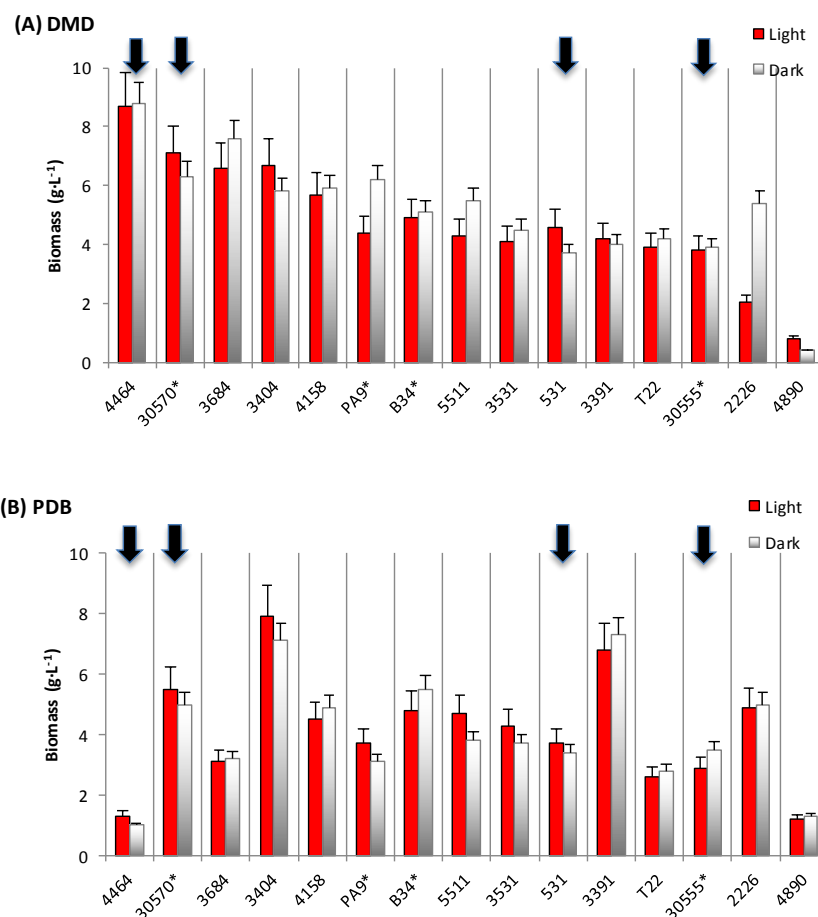 (A) DMD
Light
Dark
10
8
6
4
2
0
Biomass (g·L-1)
4464 30570* 3684 3404 4158 PA9* B34* 5511 3531 531 3391 T22 30555* 2226 4890
(B) PDB
Light
Dark
10
8
6
4
2
0
Biomass (g·L-1)
4464 30570* 3684 3404 4158 PA9* B34* 5511 3531 531 3391 T22 30555* 2226 4890